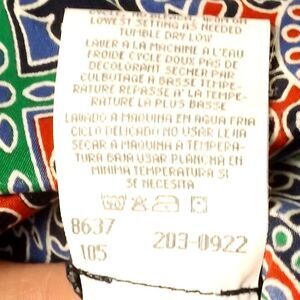 LOWEST SETTING AS NEEDED
TUMBLE DRY LOW
LAVER À LA MACHINE A L'EAU
FROIDE CYCLE DOUX PAS DE
DECOLORANT SECHER PAR
CULBUTAGE A BASSE TEMPE-
RATURE REPASSE A' LA TEMPE-
RATURE LA PLUS BASSE
LAVADO A MAQUINA EN AGUA FRIA
CICLO DELICADO NO USAR LEJIA
SECAR A MAQUINA A TEMPERA-
TURA BAJA USAR PLANCHA EN
MINIMA TEMPERATURA SI
SE NECESITA
8637 203-0922
105